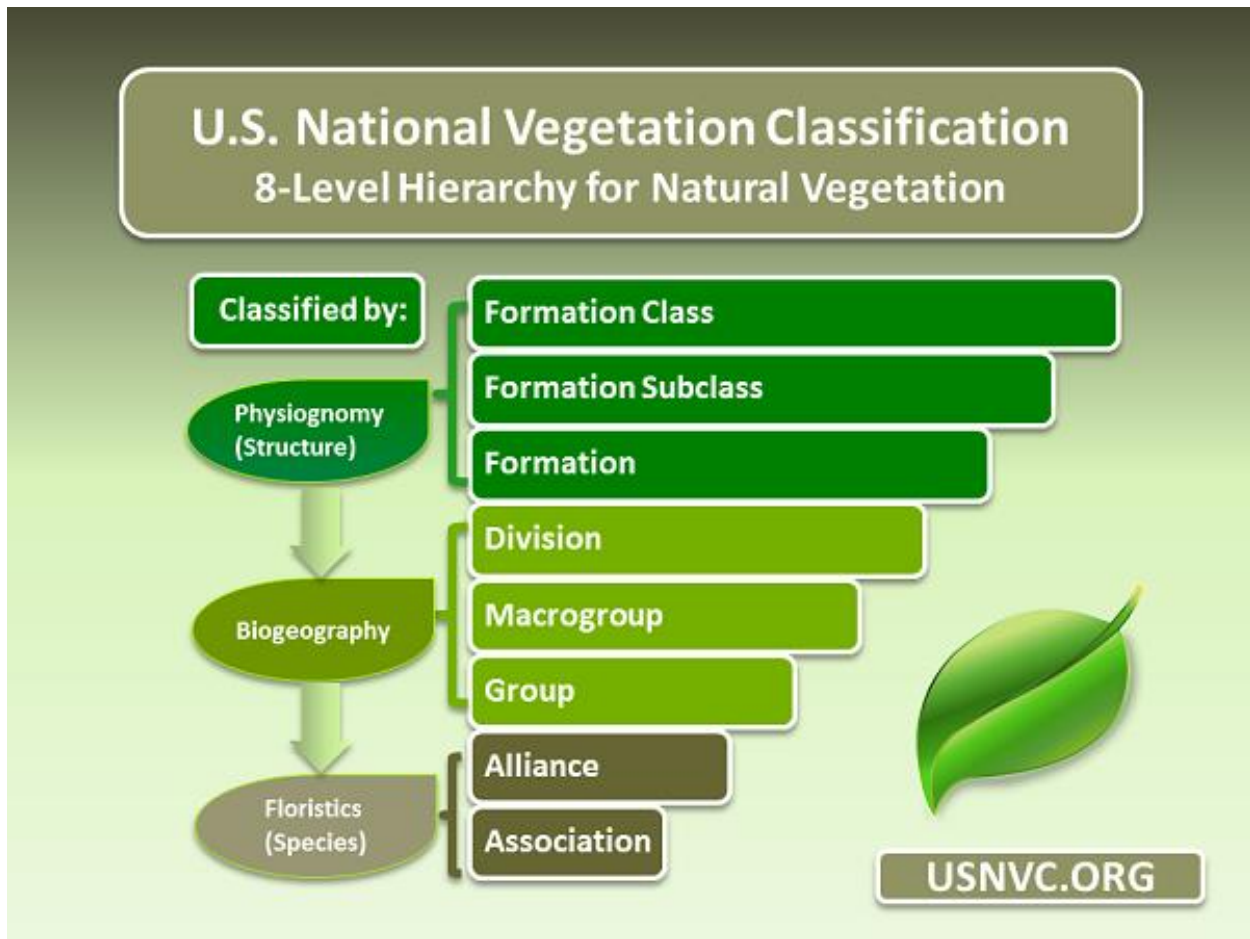 U.S. National Vegetation Classification
8-Level Hierarchy for Natural Vegetation
Classified by:
Formation Class
Formation Subclass
Physiognomy
(Structure)
Formation
Division
Macrogroup
Biogeography
Group
Alliance
Floristics
(Species)
Association
USNVC.ORG